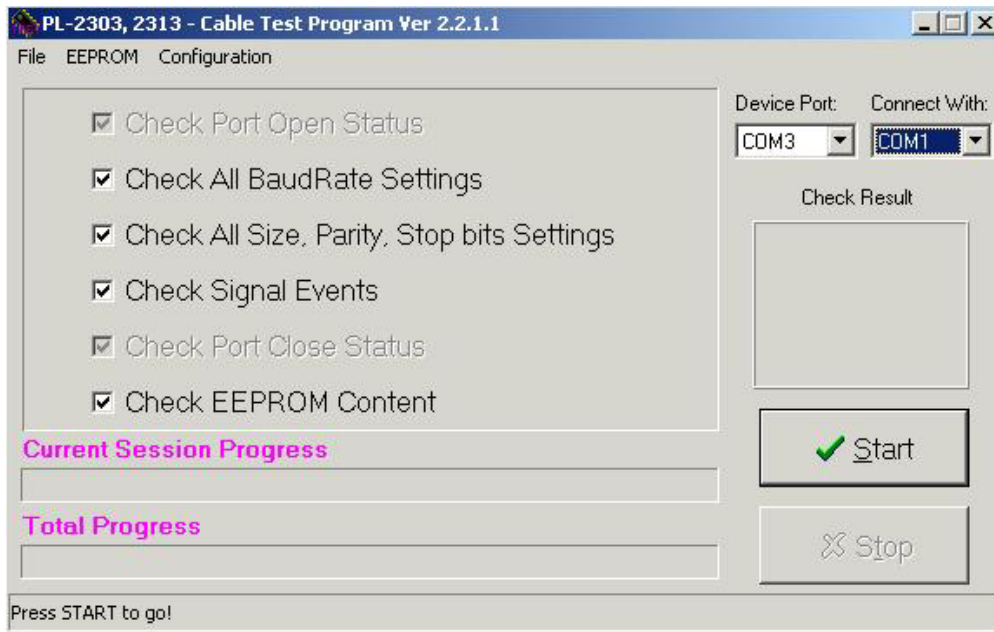 PL-2303, 2313 - Cable Test Program Ver 2.2.1.1
File EEPROM Configuration
Check Port Open Status
Check All BaudRate Settings
Check All Size, Parity, Stop bits Settings
Check Signal Events
Check Port Close Status
Check EEPROM Content
Current Session Progress
Total Progress
Device Port: Connect With:
COM3 COM1
Check Result
Start
Stop
Press START to go!